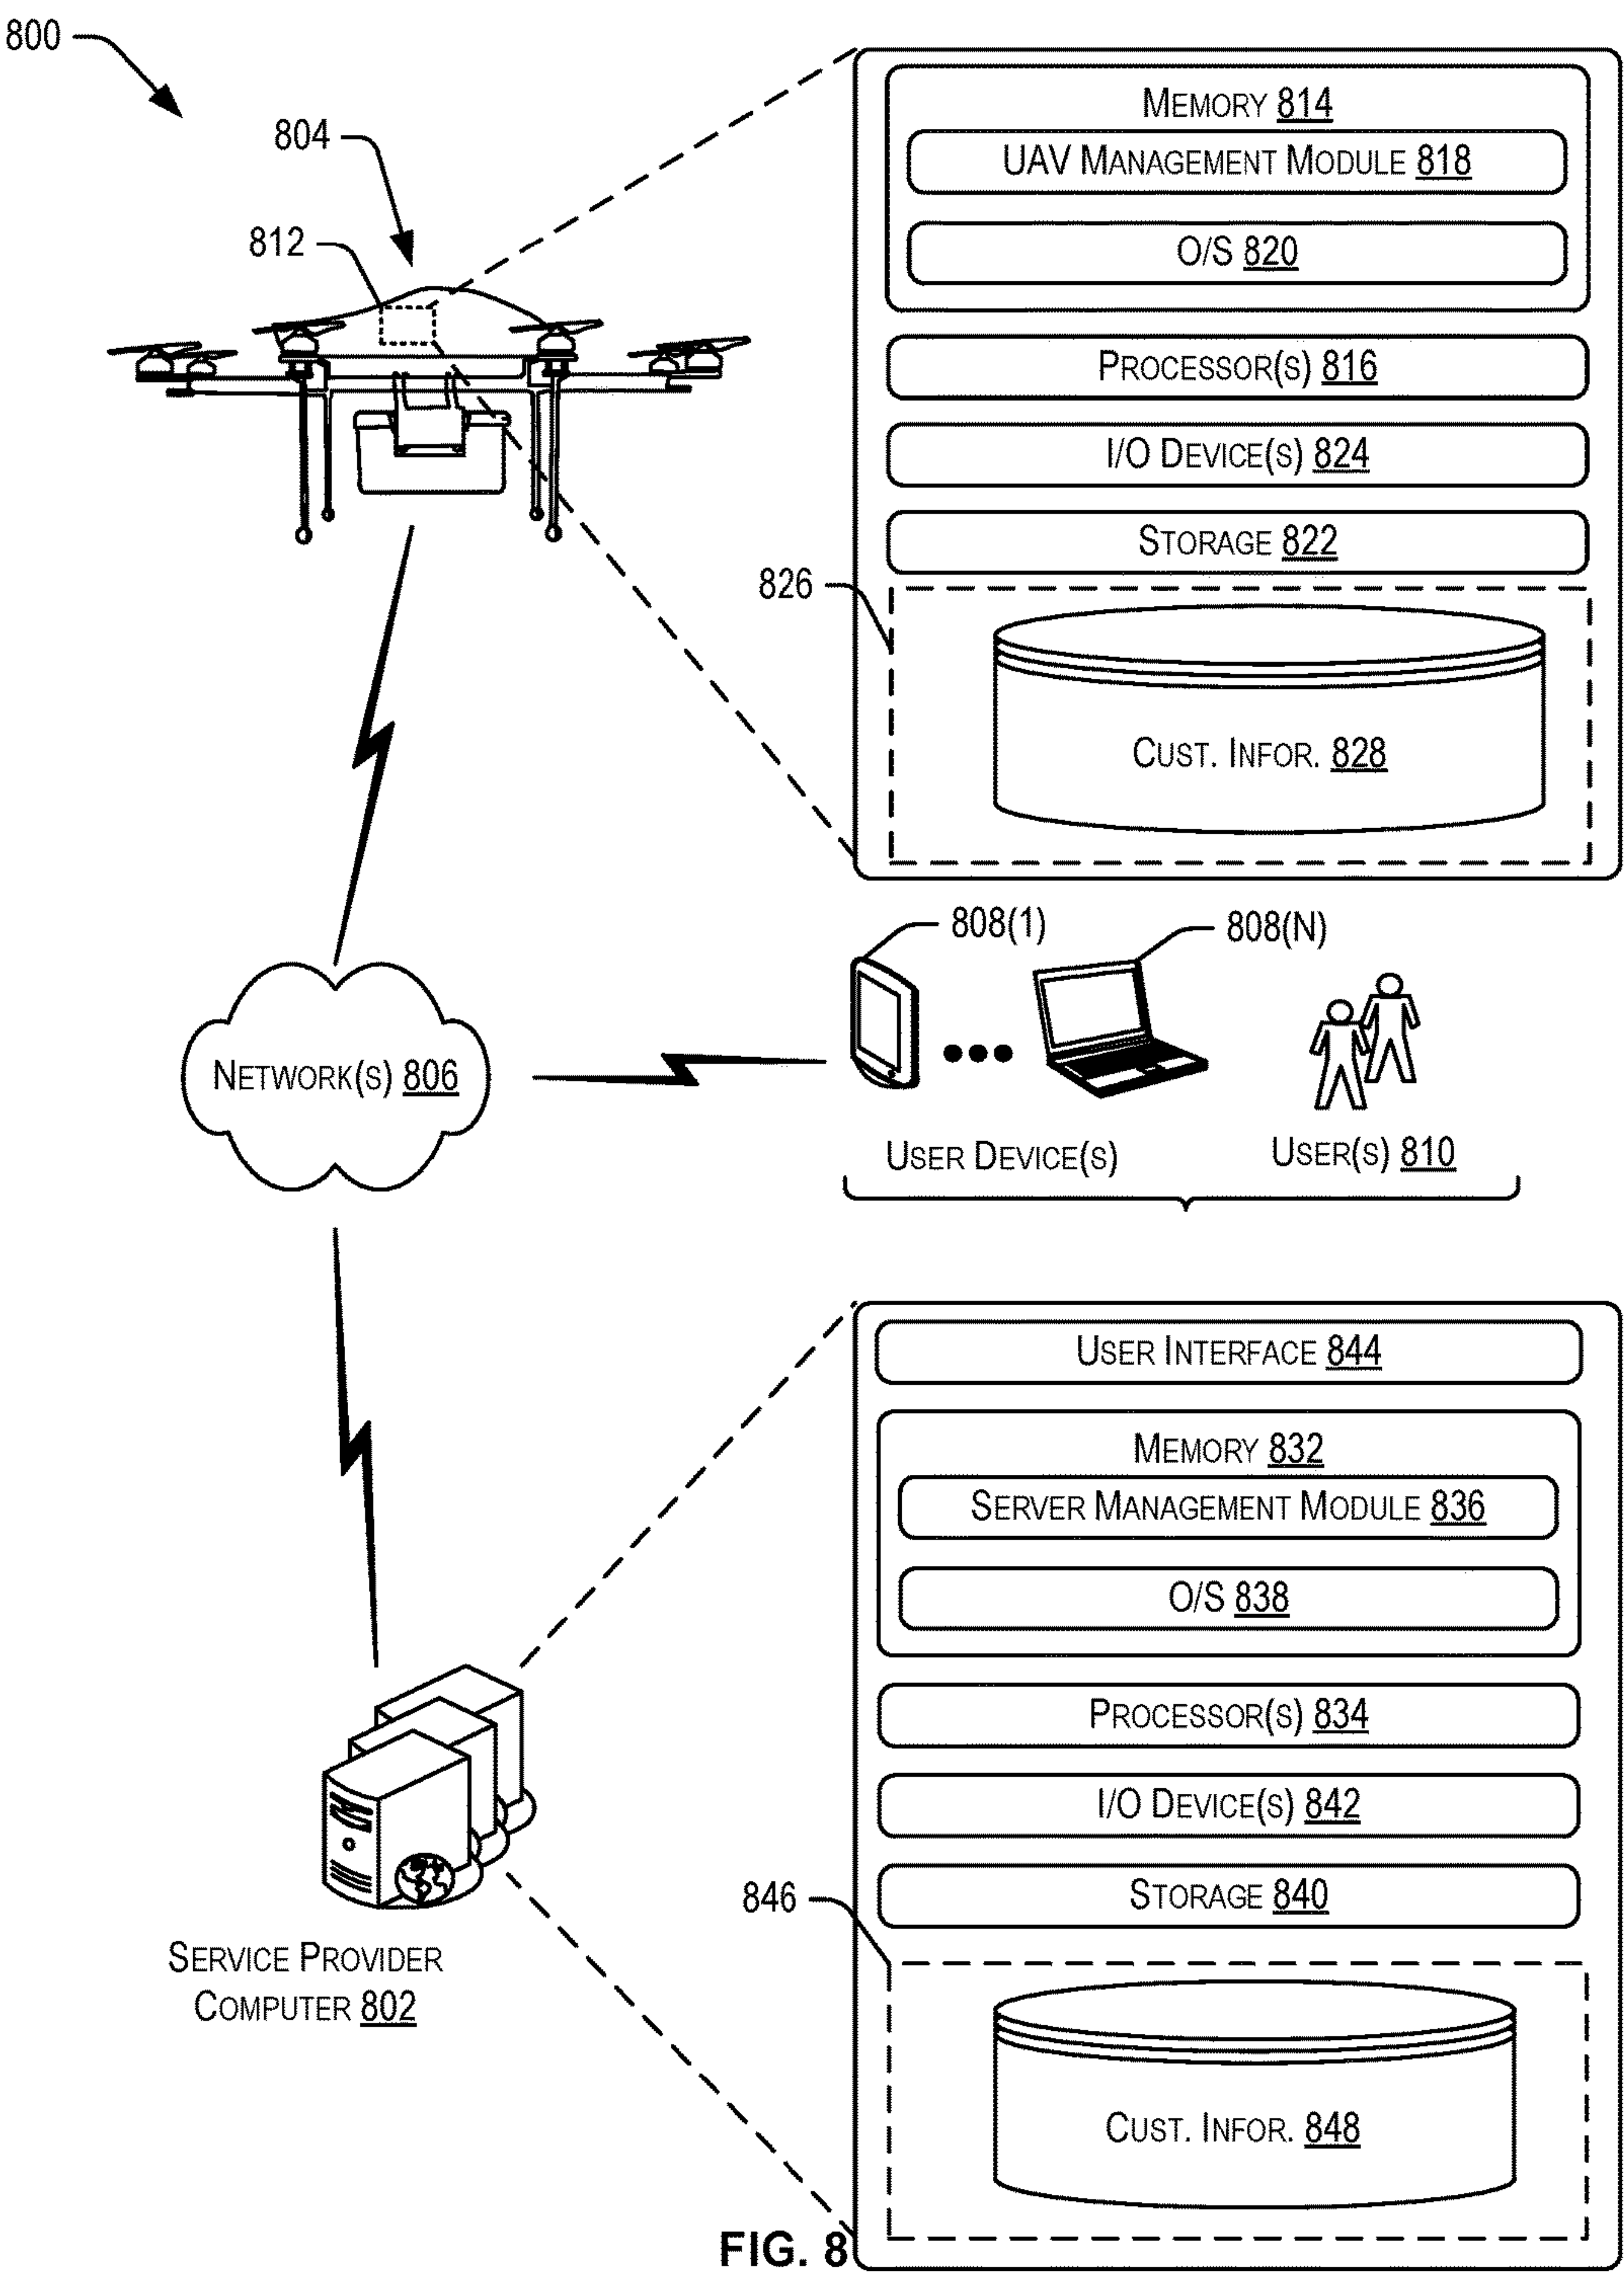 800
804
812
MEMORY 814
UAV MANAGEMENT MODULE 818
O/S 820
PROCESSOR(S) 816
I/O DEVICE(S) 824
STORAGE 822
826
CUST. INFOR. 828
808(1)
808(N)
NETWORK(S) 806
USER DEVICE(S)
USER(S) 810
USER INTERFACE 844
MEMORY 832
SERVER MANAGEMENT MODULE 836
O/S 838
PROCESSOR(S) 834
I/O DEVICE(S) 842
STORAGE 840
846
SERVICE PROVIDER
COMPUTER 802
CUST. INFOR. 848
FIG. 8